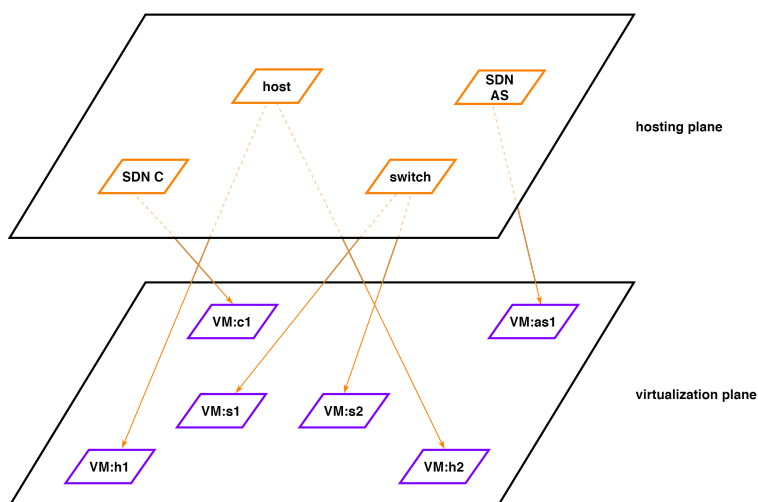 host
SDN
AS
hosting plane
SDN C
switch
VM:c1
VM:as1
virtualization plane
VM:s1
VM:s2
VM:h1
VM:h2